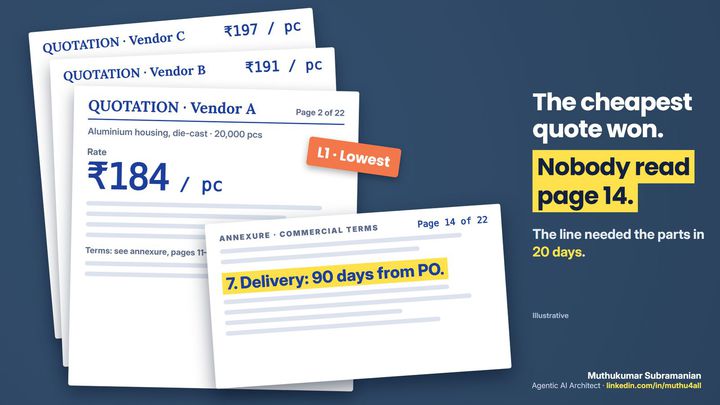 QUOTATION · Vendor C
₹197 / pc
QUOTATION · Vendor B
₹191 / pc
QUOTATION · Vendor A
Page 2 of 22
Aluminium housing, die-cast · 20,000 pcs
L1 · Lowest
Rate
₹184 / pc
Terms: see annexure, pages 11-
ANNEXURE · COMMERCIAL TERMS
Page 14 of 22
7. Delivery: 90 days from PO.
The cheapest
quote won.
Nobody read
page 14.
The line needed the parts in
20 days.
Illustrative
Muthukumar Subramanian
Agentic AI Architect · linkedin.com/in/muthu4all